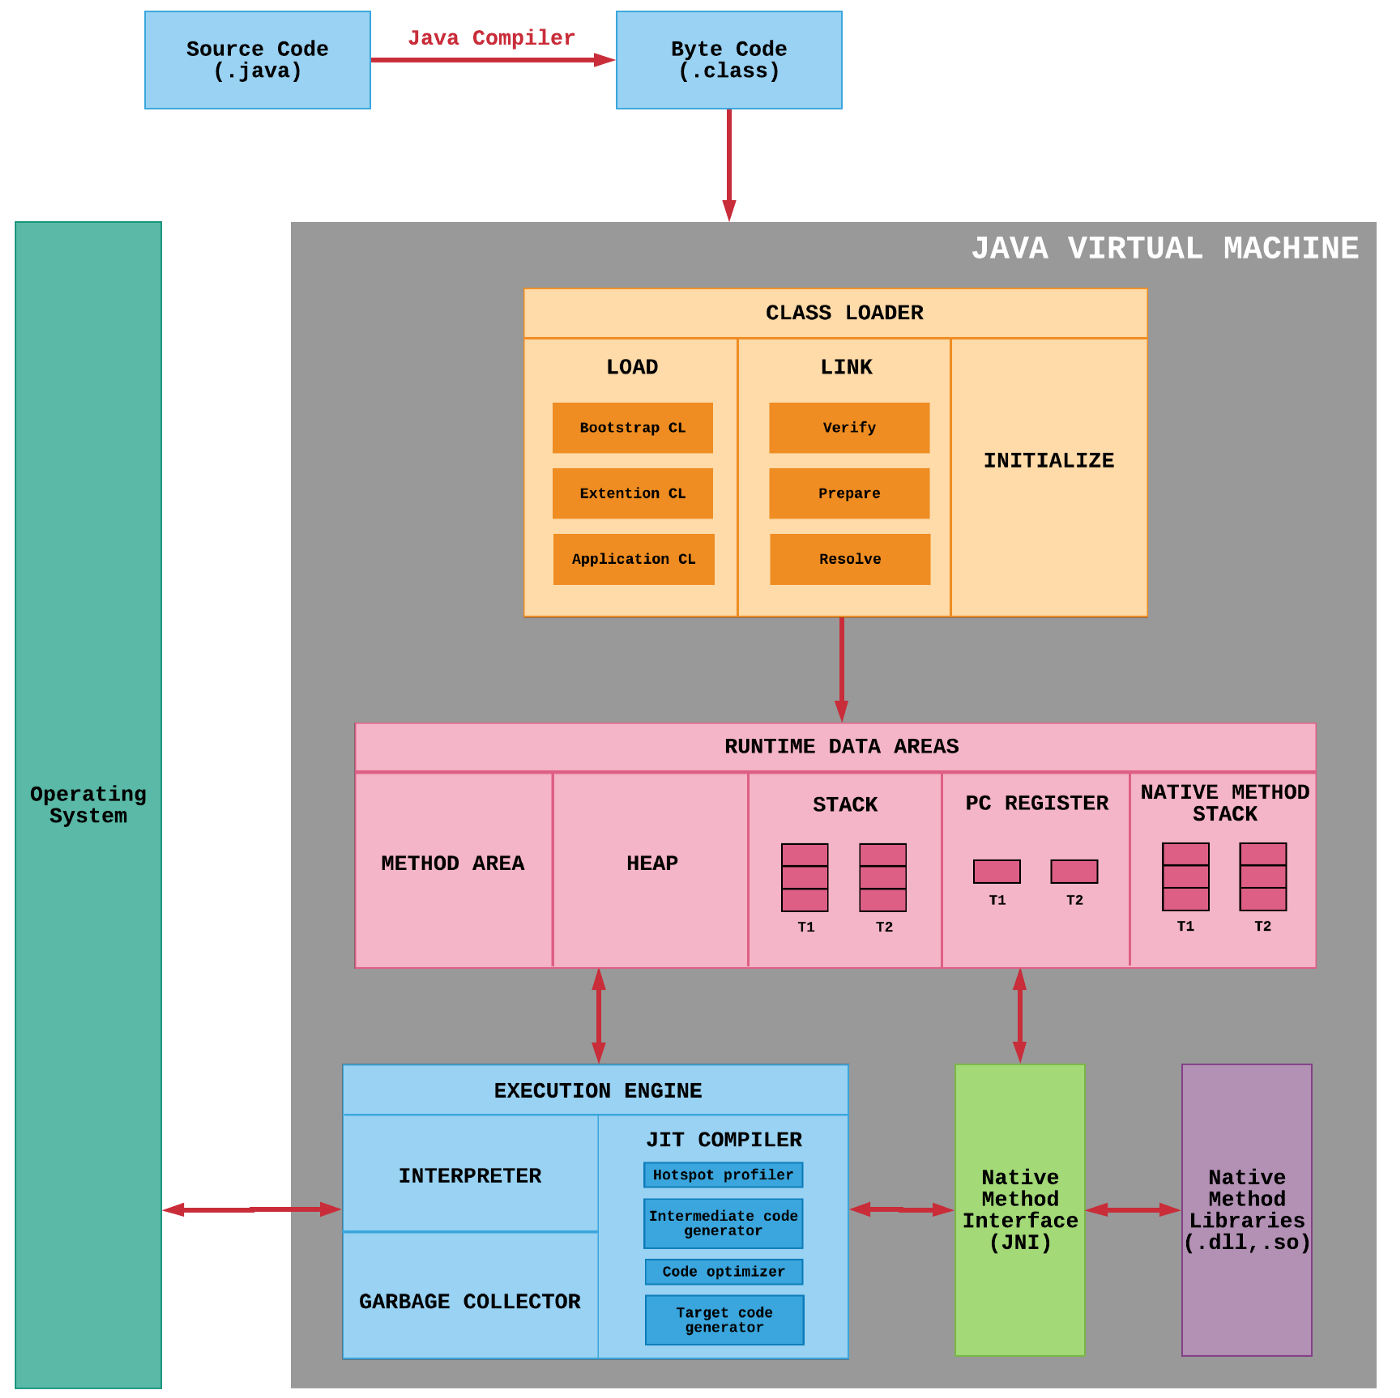 Source Code
(.java)
Java Compiler
Byte Code
(.class)
Operating
System
JAVA VIRTUAL MACHINE
CLASS LOADER
LOAD
Bootstrap CL
Extention CL
Application CL
LINK
Verify
Prepare
Resolve
INITIALIZE
RUNTIME DATA AREAS
METHOD AREA
HEAP
STACK
T1
T2
PC REGISTER
T1
T2
NATIVE METHOD
STACK
T1
T2
EXECUTION ENGINE
INTERPRETER
GARBAGE COLLECTOR
JIT COMPILER
Hotspot profiler
Intermediate code
generator
Code optimizer
Target code
generator
Native
Method
Interface
(JNI)
Native
Method
Libraries
(.dll,.so)